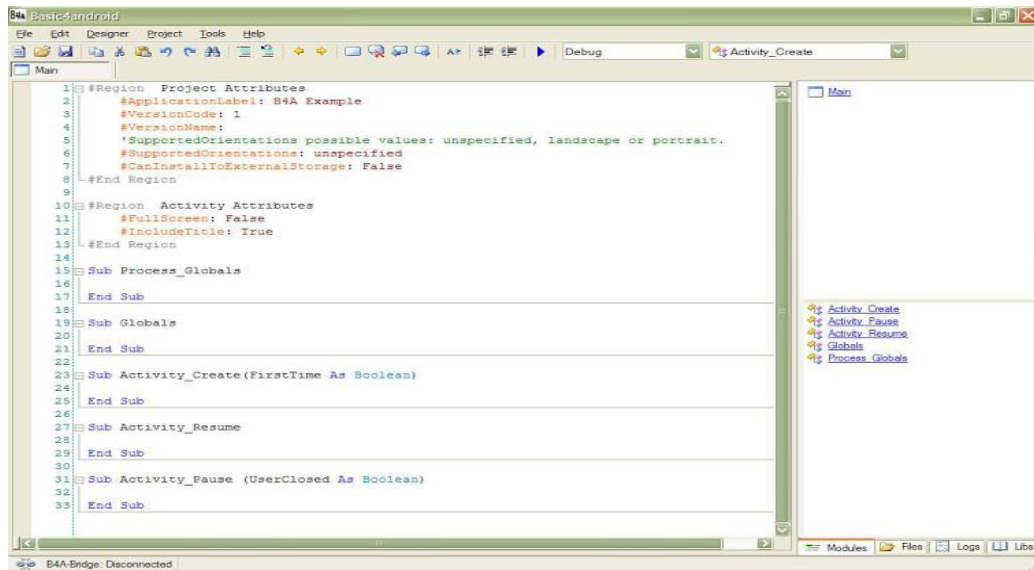 B4A Basic4android
File Edit Designer Project Tools Help
Debug Activity_Create
Main
1 #Region Project Attributes
2 #ApplicationLabel: B4A Example
3 #VersionCode: 1
4 #VersionName:
5 'SupportedOrientations possible values: unspecified, landscape or portrait.
6 #SupportedOrientations: unspecified
7 #CanInstallToExternalStorage: False
8 #End Region
9
10 #Region Activity Attributes
11 #FullScreen: False
12 #IncludeTitle: True
13 #End Region
14
15 Sub Process_Globals
16
17 End Sub
18
19 Sub Globals
20
21 End Sub
22
23 Sub Activity_Create(FirstTime As Boolean)
24
25 End Sub
26
27 Sub Activity_Resume
28
29 End Sub
30
31 Sub Activity_Pause (UserClosed As Boolean)
32
33 End Sub
Main
Activity_Create
Activity_Pause
Activity_Resume
Globals
Process_Globals
Modules Files Logs Libs
B4A-Bridge: Disconnected